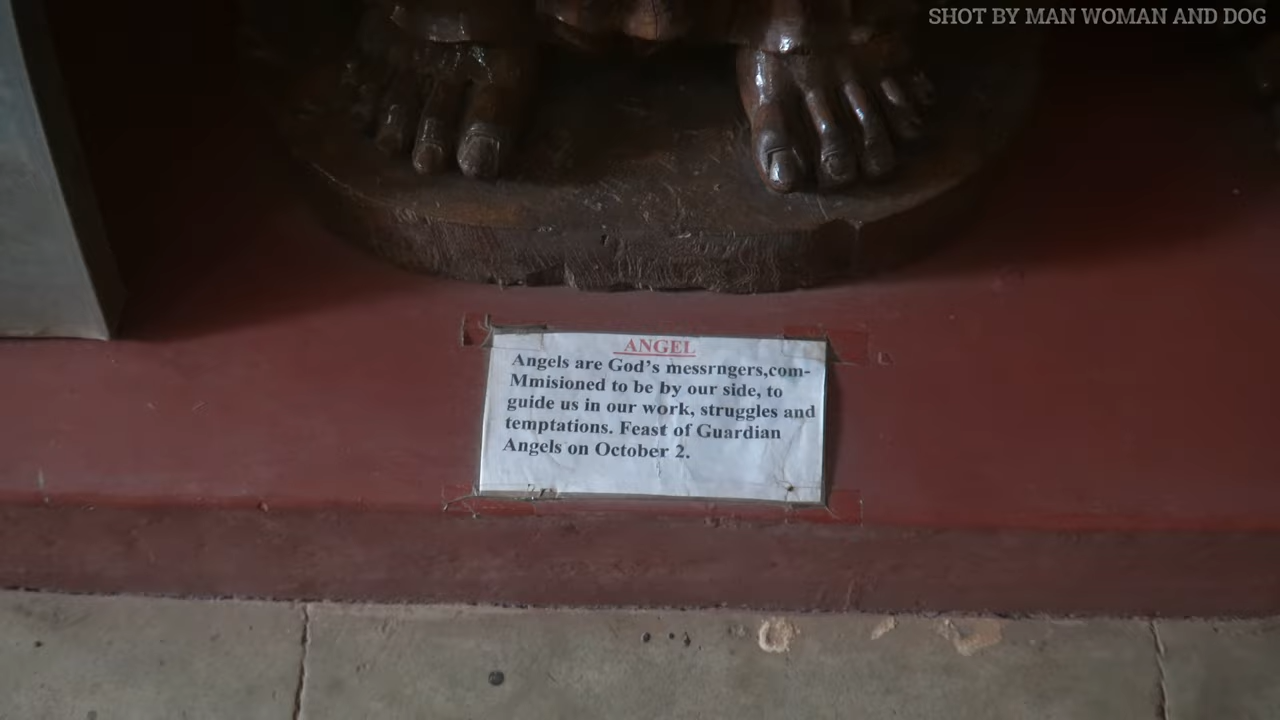 SHOT BY MAN WOMAN AND DOG
ANGEL
Angels are God's messrngers,com-
Mmisioned to be by our side, to
guide us in our work, struggles and
temptations. Feast of Guardian
Angels on October 2.